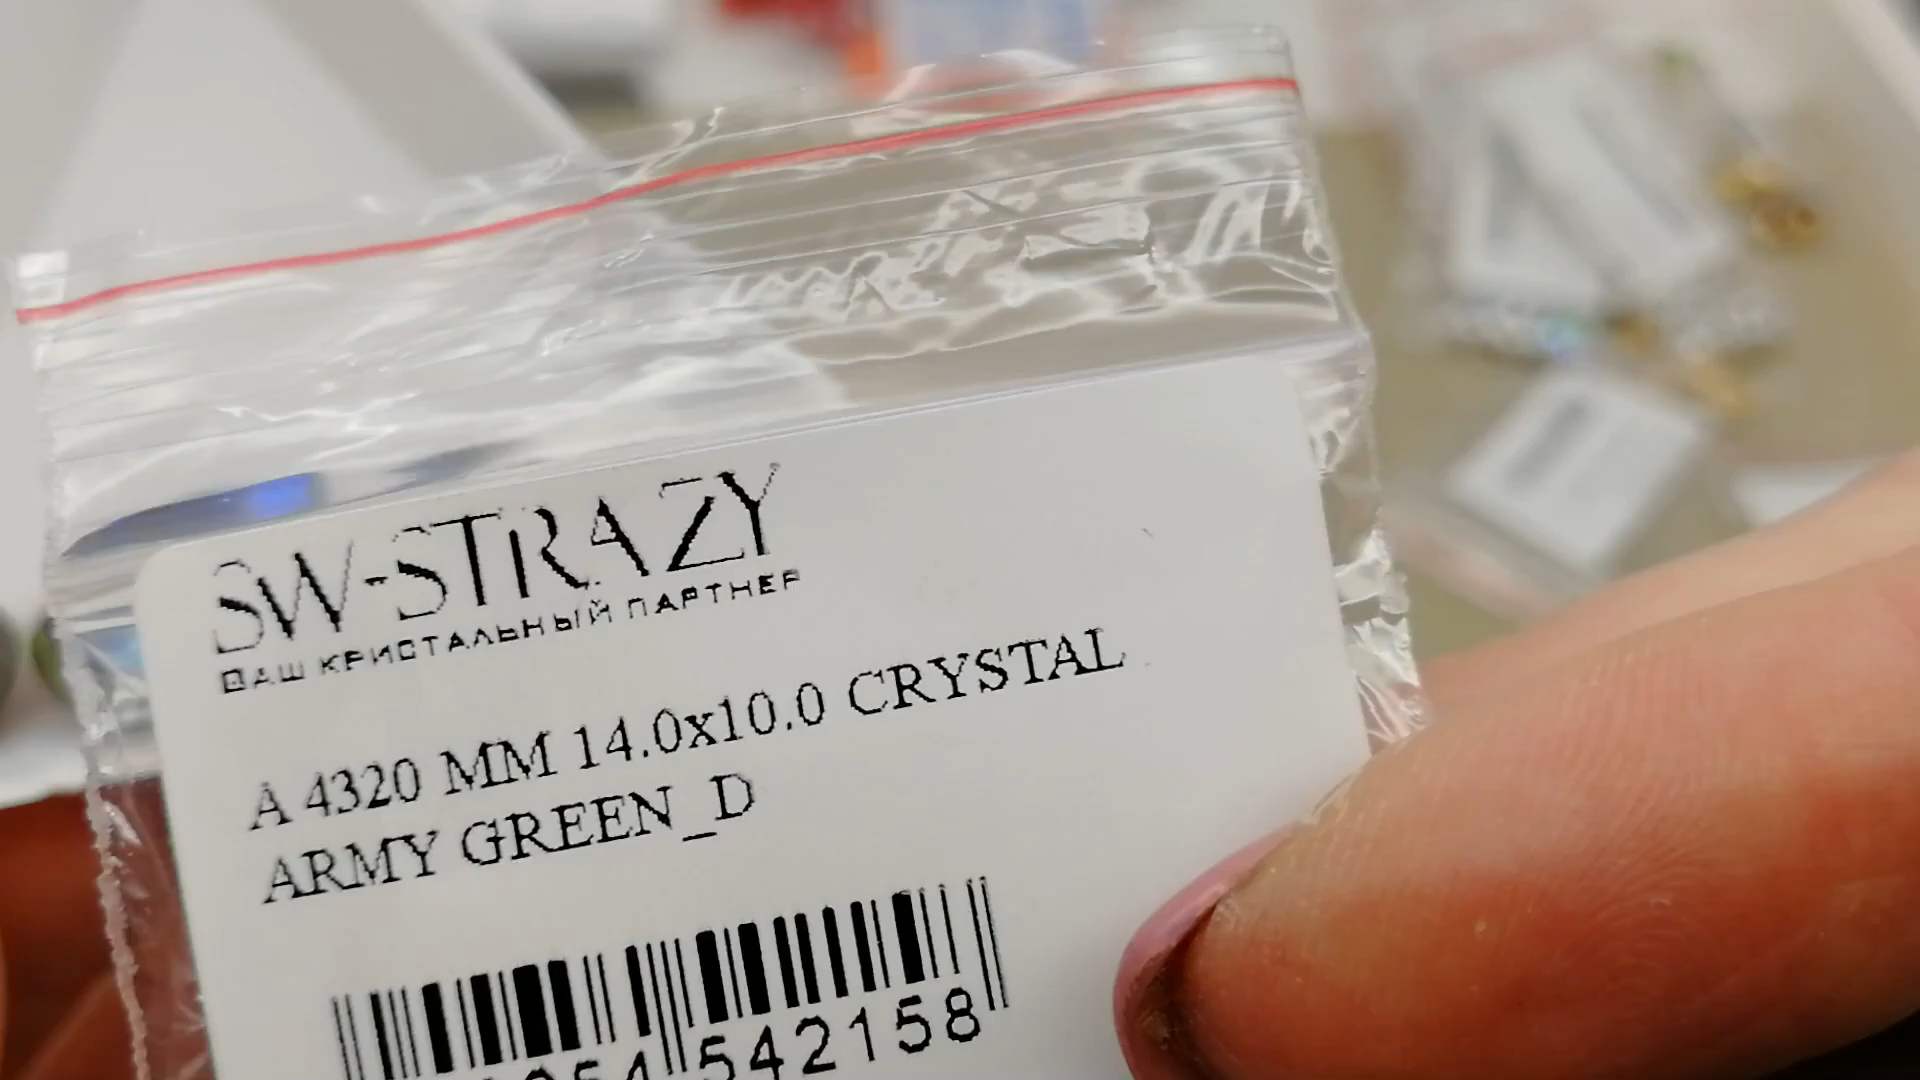 SW-STRAZY
ВАШ КРИСТАЛЬНЫЙ ПАРТНЕР
A 4320 MM 14.0x10.0 CRYSTAL
ARMY GREEN_D
542158